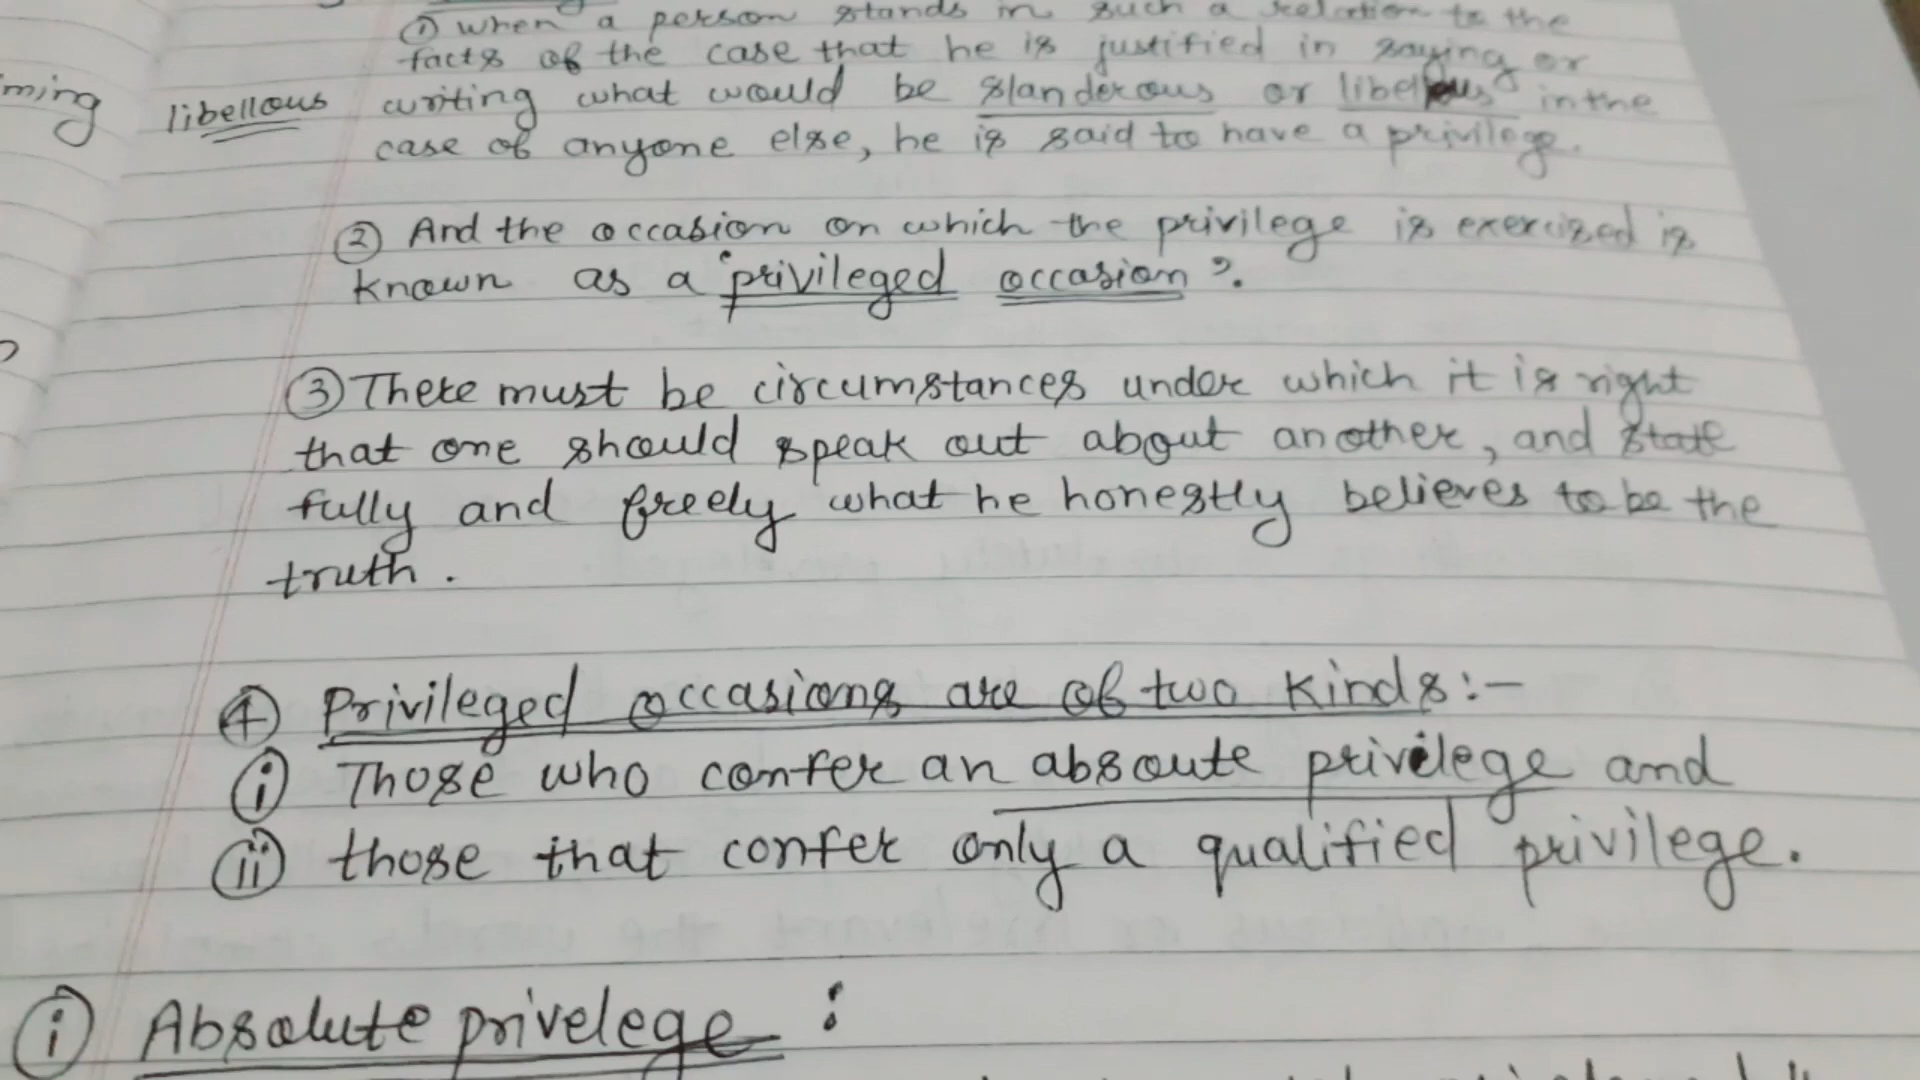 ① when a person stands in such a relation to the
facts of the case that he is justified in saying or
ming
libellous writing what would be slanderous or libellous in the
case of anyone else, he is said to have a privilege.
② And the occasion on which the privilege is exercised is
known as a 'privileged occasion'.
③ There must be circumstances under which it is right
that one should speak out about another, and state
fully and freely what he honestly believes to be the
truth.
④ Privileged occasions are of two kinds:-
ⓘ Those who confer an absoute privilege and
ⓘⓘ those that confer only a qualified privilege.
ⓘ Absolute privelege :